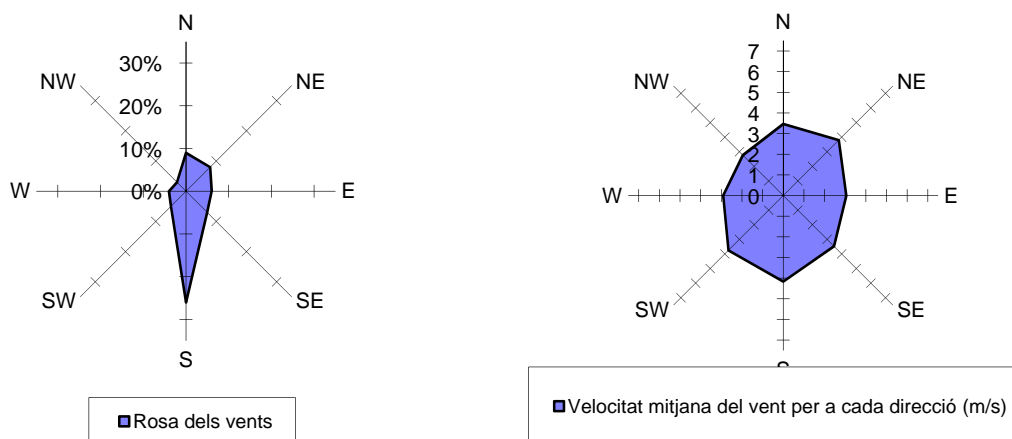 N
NW
NE
30%
20%
10%
0%
W
E
SW
SE
S
Rosa dels vents
N
7
6
5
4
3
2
1
0
NW
NE
W
E
SW
SE
S
Velocitat mitjana del vent per a cada direcció (m/s)